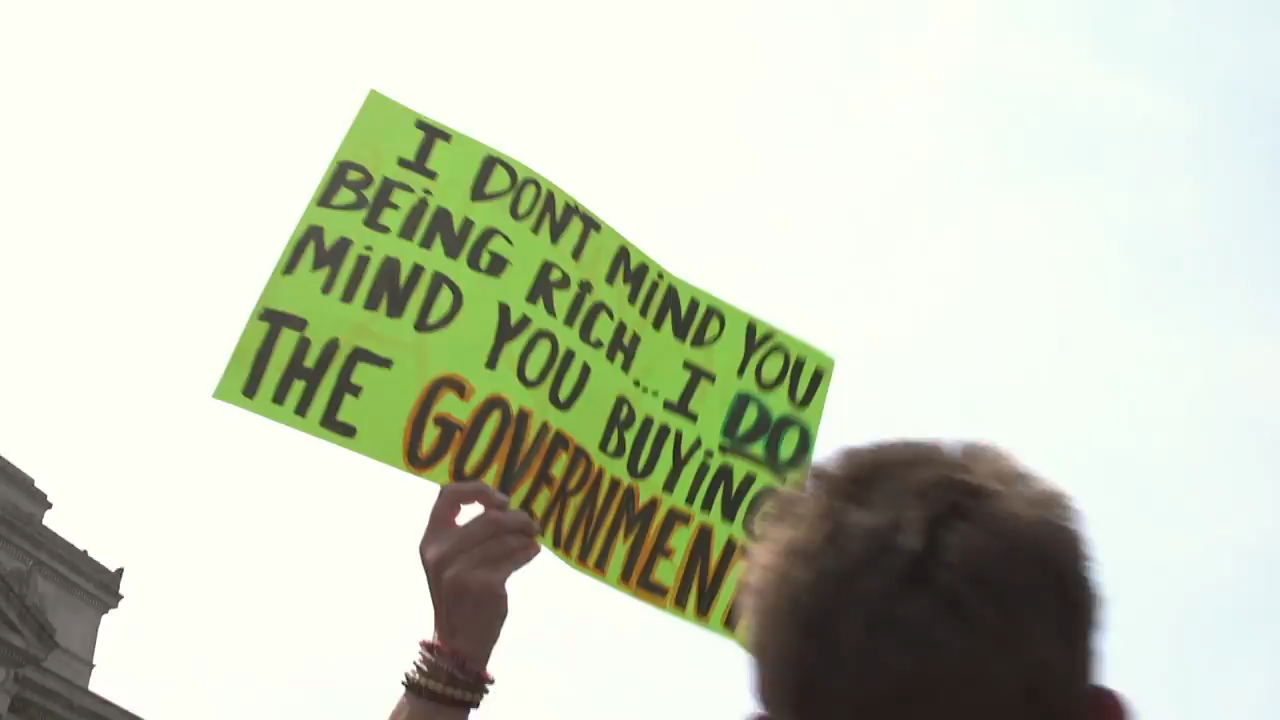 I DON'T MIND YOU
BEING RICH...I DO
MIND YOU BUYING
THE GOVERNMENT